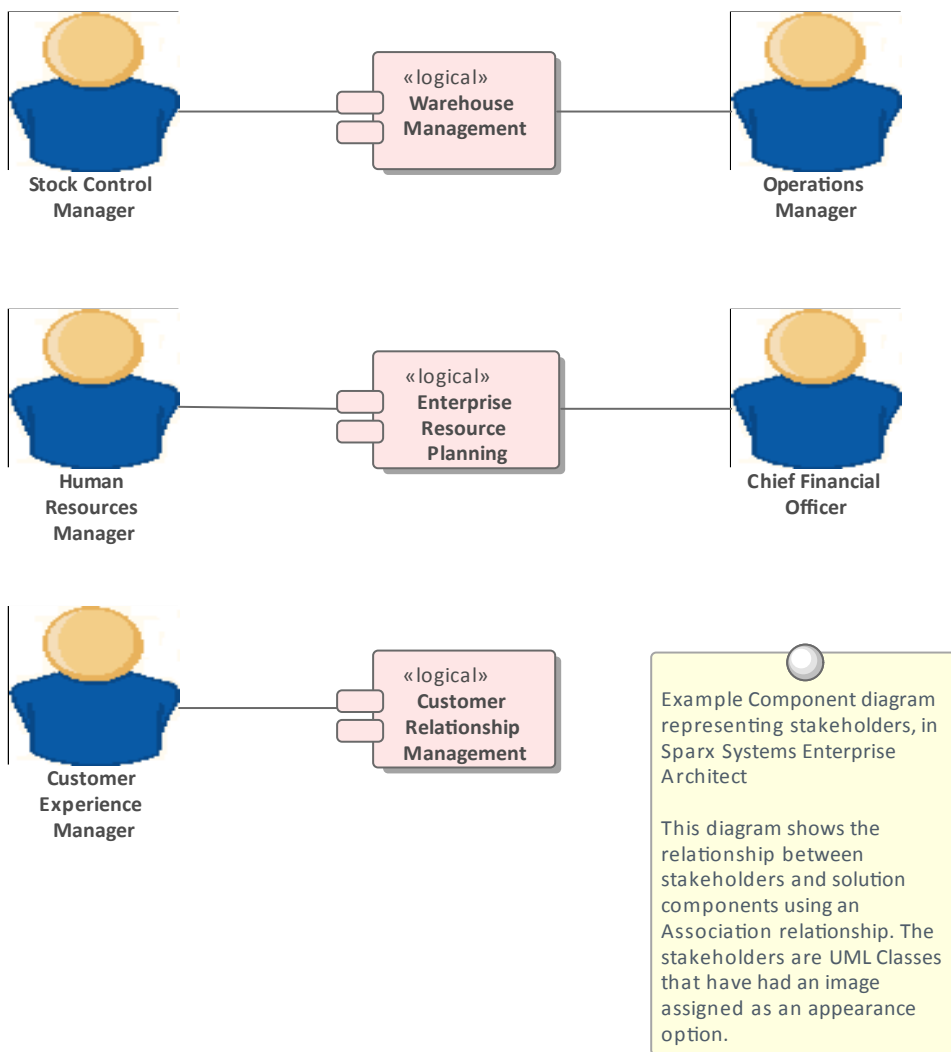 «logical»
Warehouse
Management
Stock Control
Manager
Operations
Manager
«logical»
Enterprise
Resource
Planning
Human
Resources
Manager
Chief Financial
Officer
«logical»
Customer
Relationship
Management
Customer
Experience
Manager
Example Component diagram
representing stakeholders, in
Sparx Systems Enterprise
Architect
This diagram shows the
relationship between
stakeholders and solution
components using an
Association relationship. The
stakeholders are UML Classes
that have had an image
assigned as an appearance
option.